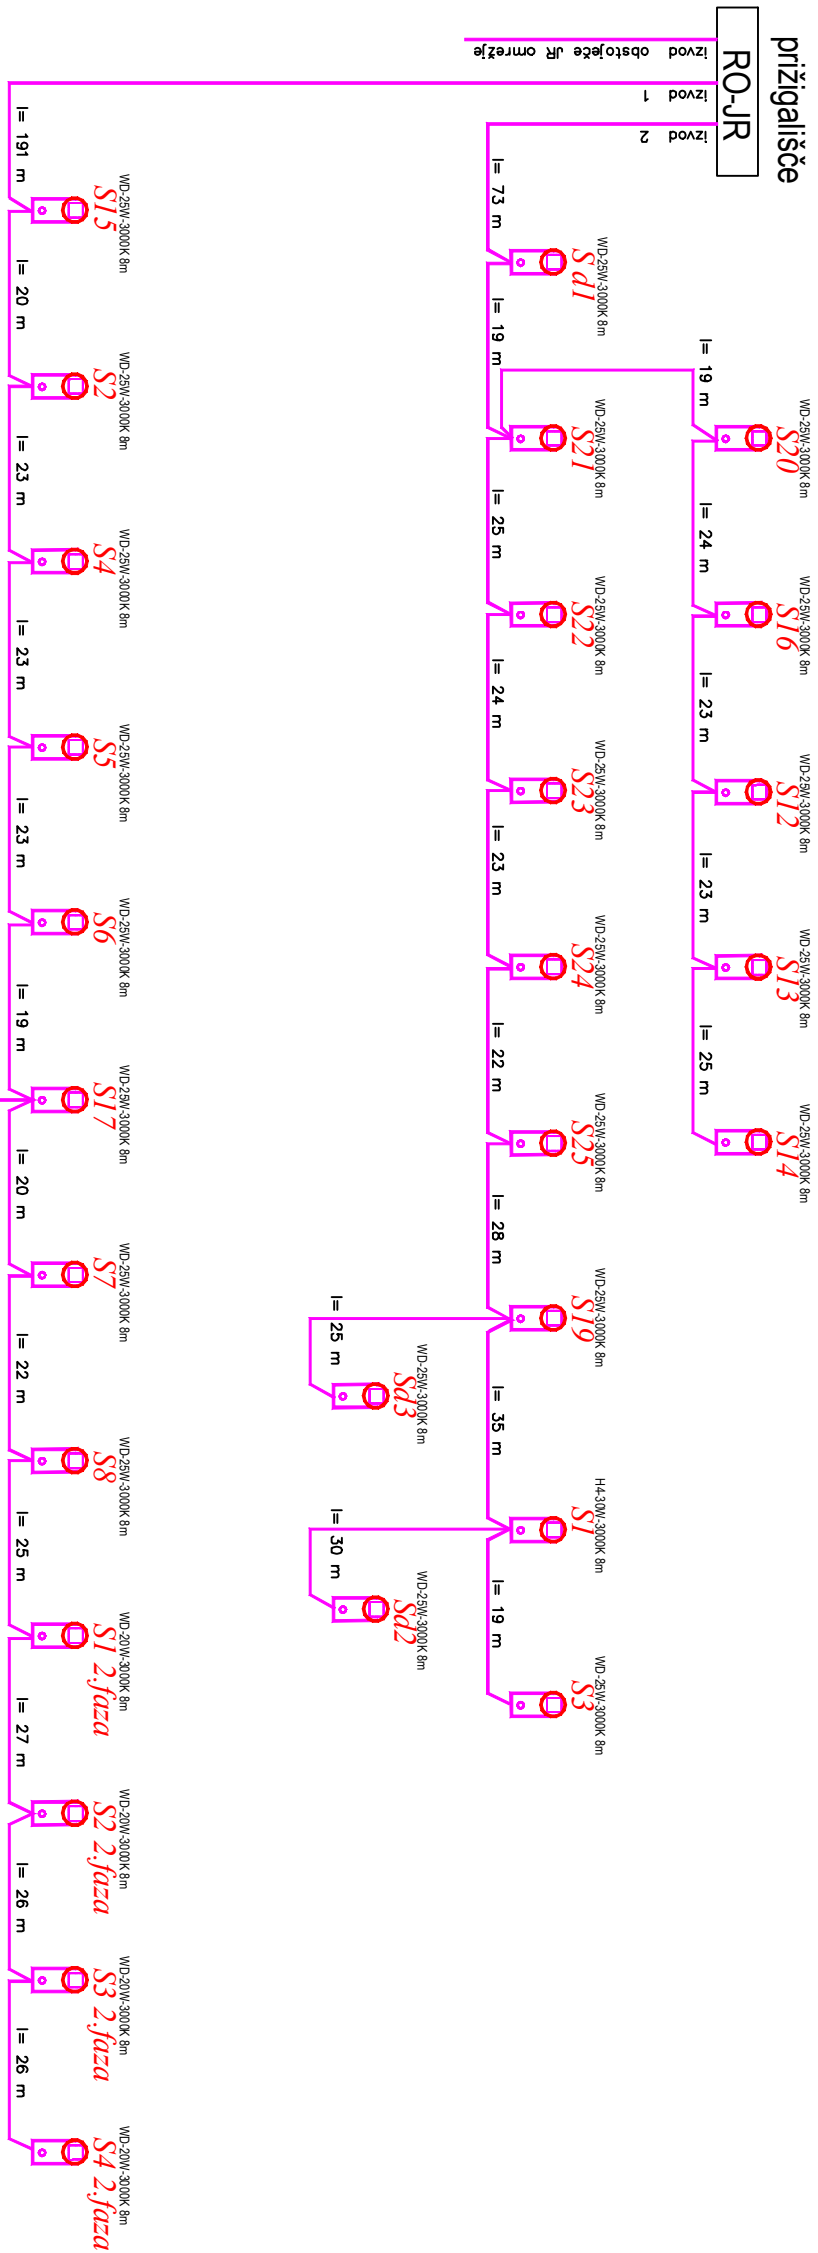 prižigališče
RO-JR
izvod obstoječe JR omrežje
izvod 1
izvod 2
l= 19 m
WD-25W-3000K 8m
S20
l= 24 m
WD-25W-3000K 8m
S16
l= 23 m
WD-25W-3000K 8m
S12
l= 23 m
WD-25W-3000K 8m
S13
l= 25 m
WD-25W-3000K 8m
S14
l= 73 m
WD-25W-3000K 8m
S d1
l= 19 m
WD-25W-3000K 8m
S21
l= 25 m
WD-25W-3000K 8m
S22
l= 24 m
WD-25W-3000K 8m
S23
l= 23 m
WD-25W-3000K 8m
S24
l= 22 m
WD-25W-3000K 8m
S25
l= 28 m
WD-25W-3000K 8m
S19
l= 35 m
H4-30W-3000K 8m
S1
l= 19 m
WD-25W-3000K 8m
S3
l= 25 m
WD-25W-3000K 8m
Sd3
l= 30 m
WD-25W-3000K 8m
Sd2
l= 191 m
WD-25W-3000K 8m
S15
l= 20 m
WD-25W-3000K 8m
S2
l= 23 m
WD-25W-3000K 8m
S4
l= 23 m
WD-25W-3000K 8m
S5
l= 23 m
WD-25W-3000K 8m
S6
l= 19 m
WD-25W-3000K 8m
S17
l= 20 m
WD-25W-3000K 8m
S7
l= 22 m
WD-25W-3000K 8m
S8
l= 25 m
WD-20W-3000K 8m
S1 2.faza
l= 27 m
WD-20W-3000K 8m
S2 2.faza
l= 26 m
WD-20W-3000K 8m
S3 2.faza
l= 26 m
WD-20W-3000K 8m
S4 2.faza